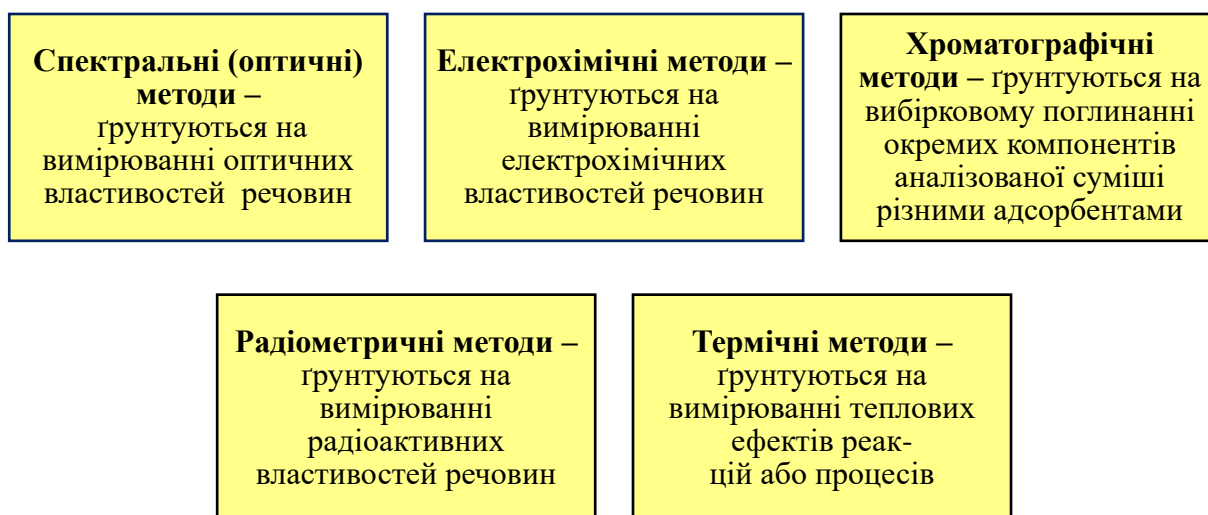 Спектральні (оптичні)
методи –
ґрунтуються на
вимірюванні оптичних
властивостей речовин
Електрохімічні методи –
ґрунтуються на
вимірюванні
електрохімічних
властивостей речовин
Хроматографічні
методи – ґрунтуються на
вибірковому поглинанні
окремих компонентів
аналізованої суміші
різними адсорбентами
Радіометричні методи –
ґрунтуються на
вимірюванні
радіоактивних
властивостей речовин
Термічні методи –
ґрунтуються на
вимірюванні теплових
ефектів реак-
цій або процесів